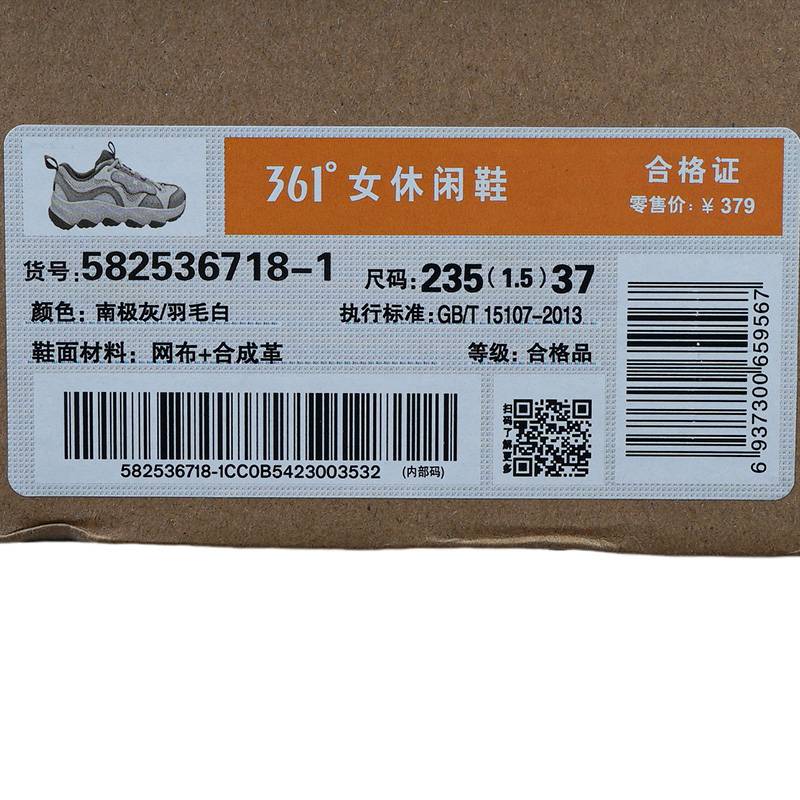 361° 女休闲鞋
合格证
零售价：￥379
货号:582536718-1
尺码:235(1.5)37
颜色：南极灰/羽毛白
执行标准：GB/T 15107-2013
鞋面材料：网布+合成革
等级：合格品
582536718-1CC0B5423003532 (内部码)
扫码了解更多
6 937300 659567